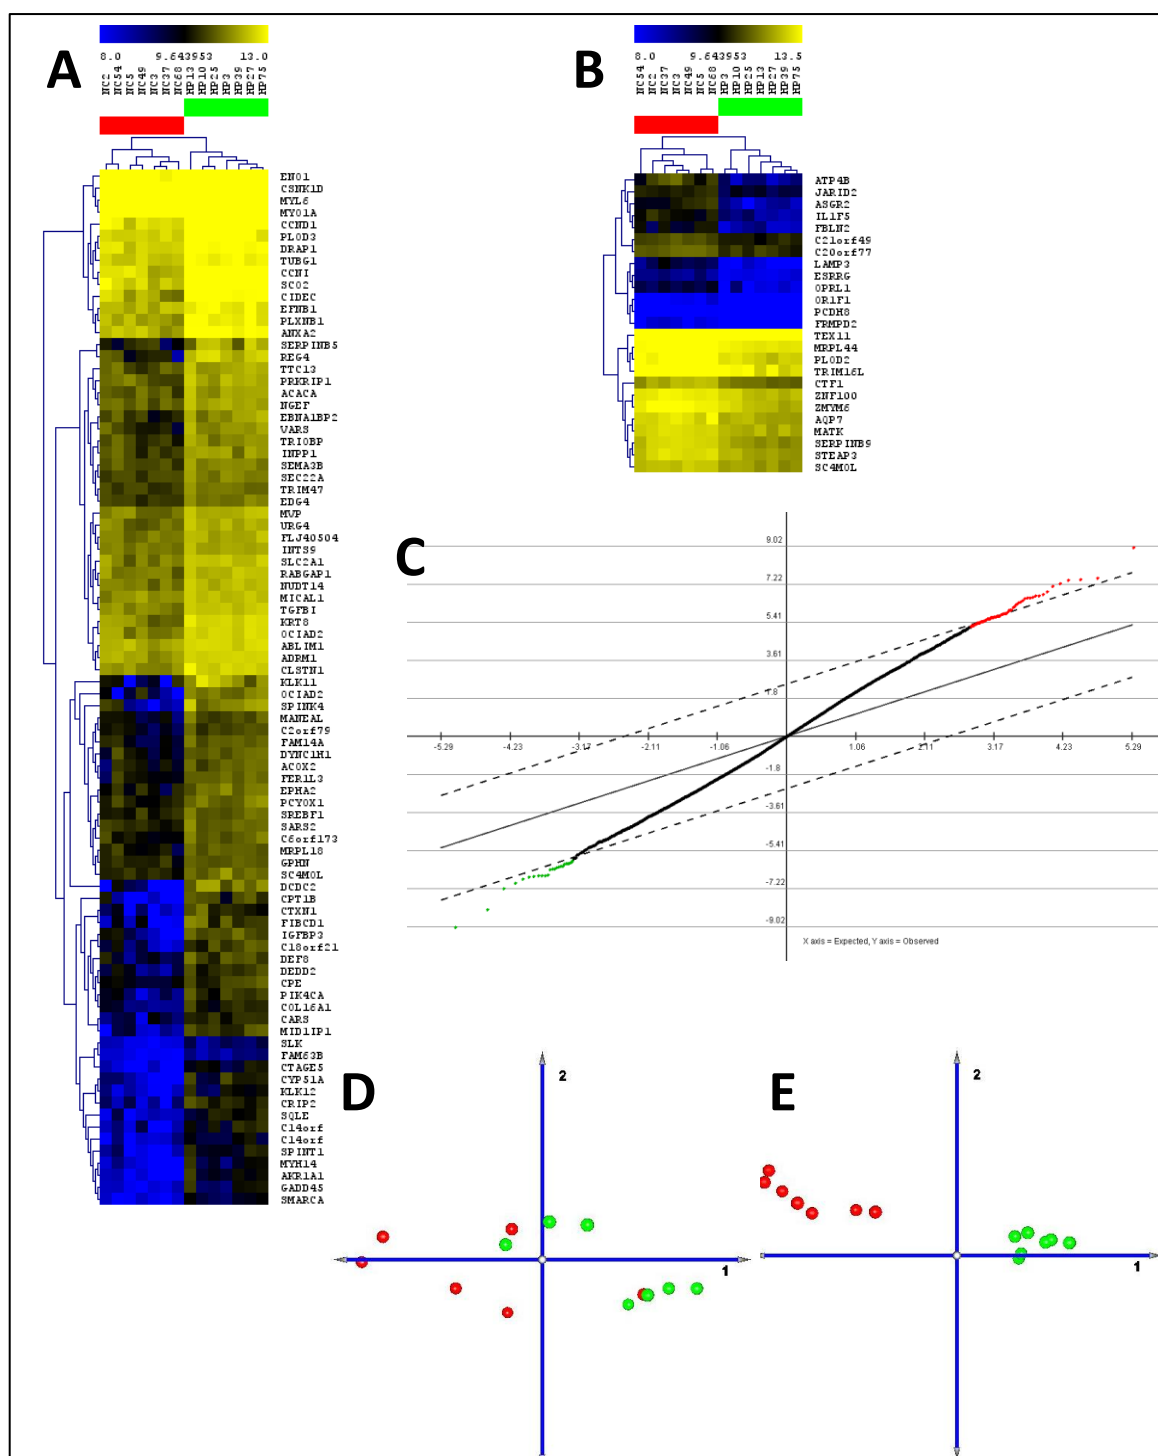 A
8.0 9.643953 13.0
NC2
NC54
NC5
NC49
NC3
NC37
NC68
HP13
HP10
HP25
HP3
HP39
HP27
HP75
ENO1
CSNK1D
MYL6
MYO1A
CCND1
PLOD3
DRAP1
TUBG1
CCNI
SCO2
CIDEC
EFNB1
PLXNB1
ANXA2
SERPINB5
REG4
TTC13
PRKRIP1
ACACA
NGEF
EBNA1BP2
VARS
TRIOBP
INPP1
SEMA3B
SEC22A
TRIM47
EDG4
MVP
URG4
FLJ40504
INTS9
SLC2A1
RABGAP1
NUDT14
MICAL1
TGFBI
KRT8
OCIAD2
ABLIM1
ADRM1
CLSTN1
KLK11
OCIAD2
SPINK4
MANEAL
C2orf79
FAM14A
DYNC1H1
ACOX2
FER1L3
EPHA2
PCYOX1
SREBF1
SARS2
C6orf173
MRPL18
GPHN
SC4MOL
DCDC2
CPT1B
CTXN1
FIBCD1
IGFBP3
C18orf21
DEF8
DEDD2
CPE
PIK4CA
COL16A1
CARS
MID1IP1
SLK
FAM63B
CTAGE5
CYP51A
KLK12
CRIP2
SQLE
C14orf
C14orf
SPINT1
MYH14
AKR1A1
GADD45
SMARCA
B
8.0 9.643953 13.5
NC54
NC2
NC37
NC3
NC49
NC5
NC68
HP3
HP10
HP25
HP13
HP27
HP39
HP75
ATP4B
JARID2
ASGR2
IL1F5
FBLN2
C21orf49
C20orf77
LAMP3
ESRRG
OPRL1
OR1F1
PCDH8
FRMPD2
TEX11
MRPL44
PLOD2
TRIM16L
CTF1
ZNF100
ZMYM6
AQP7
MATK
SERPINB9
STEAP3
SC4MOL
C
9.02
7.22
5.41
3.61
1.8
-5.29 -4.23 -3.17 -2.11 -1.06 1.06 2.11 3.17 4.23 5.29
-1.8
-3.61
-5.41
-7.22
-9.02
X axis = Expected, Y axis = Observed
D
2
1
E
2
1